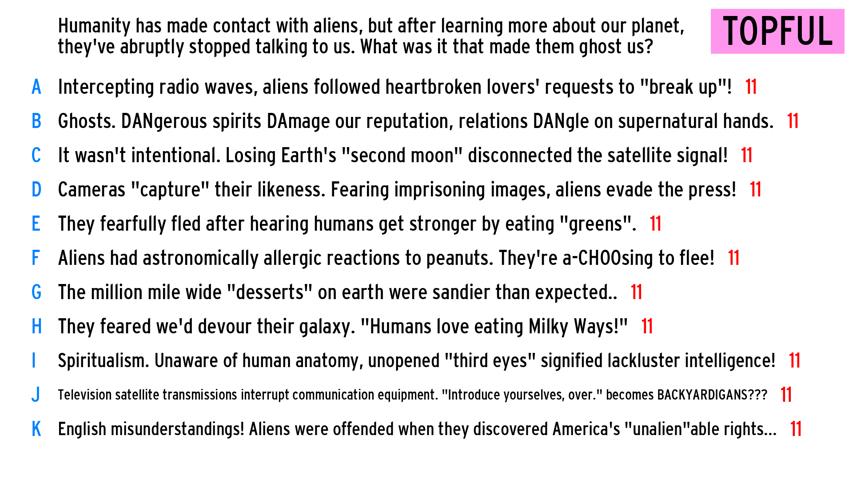 Humanity has made contact with aliens, but after learning more about our planet,
they've abruptly stopped talking to us. What was it that made them ghost us?
TOPFUL
A Intercepting radio waves, aliens followed heartbroken lovers' requests to "break up"! 11
B Ghosts. DANgerous spirits DAmage our reputation, relations DANgle on supernatural hands. 11
C It wasn't intentional. Losing Earth's "second moon" disconnected the satellite signal! 11
D Cameras "capture" their likeness. Fearing imprisoning images, aliens evade the press! 11
E They fearfully fled after hearing humans get stronger by eating "greens". 11
F Aliens had astronomically allergic reactions to peanuts. They're a-CHOOsing to flee! 11
G The million mile wide "desserts" on earth were sandier than expected.. 11
H They feared we'd devour their galaxy. "Humans love eating Milky Ways!" 11
I Spiritualism. Unaware of human anatomy, unopened "third eyes" signified lackluster intelligence! 11
J Television satellite transmissions interrupt communication equipment. "Introduce yourselves, over." becomes BACKYARDIGANS??? 11
K English misunderstandings! Aliens were offended when they discovered America's "unalien"able rights... 11